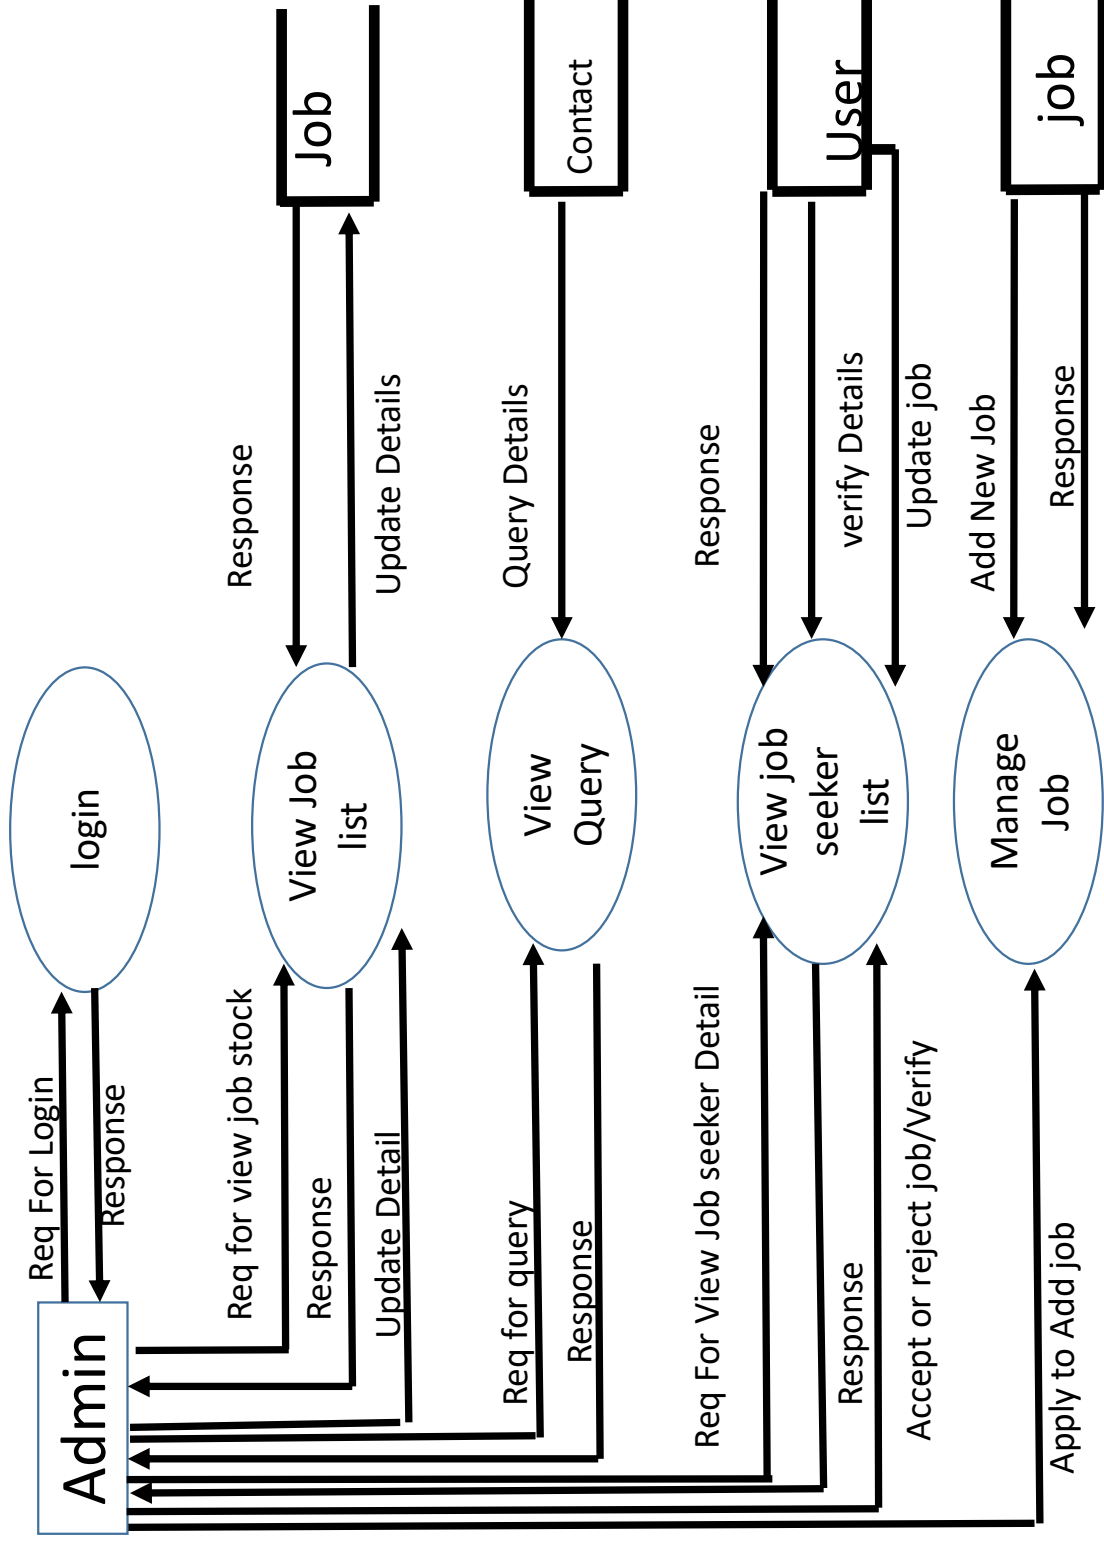 Admin
Req For Login
Response
login
Req for view job stock
Response
Update Detail
View Job
list
Response
Update Details
Job
Req for query
Response
View
Query
Query Details
Contact
Req For View Job seeker Detail
Response
Accept or reject job/Verify
View job
seeker
list
Response
verify Details
Update job
User
Apply to Add job
Manage
Job
Add New Job
Response
job